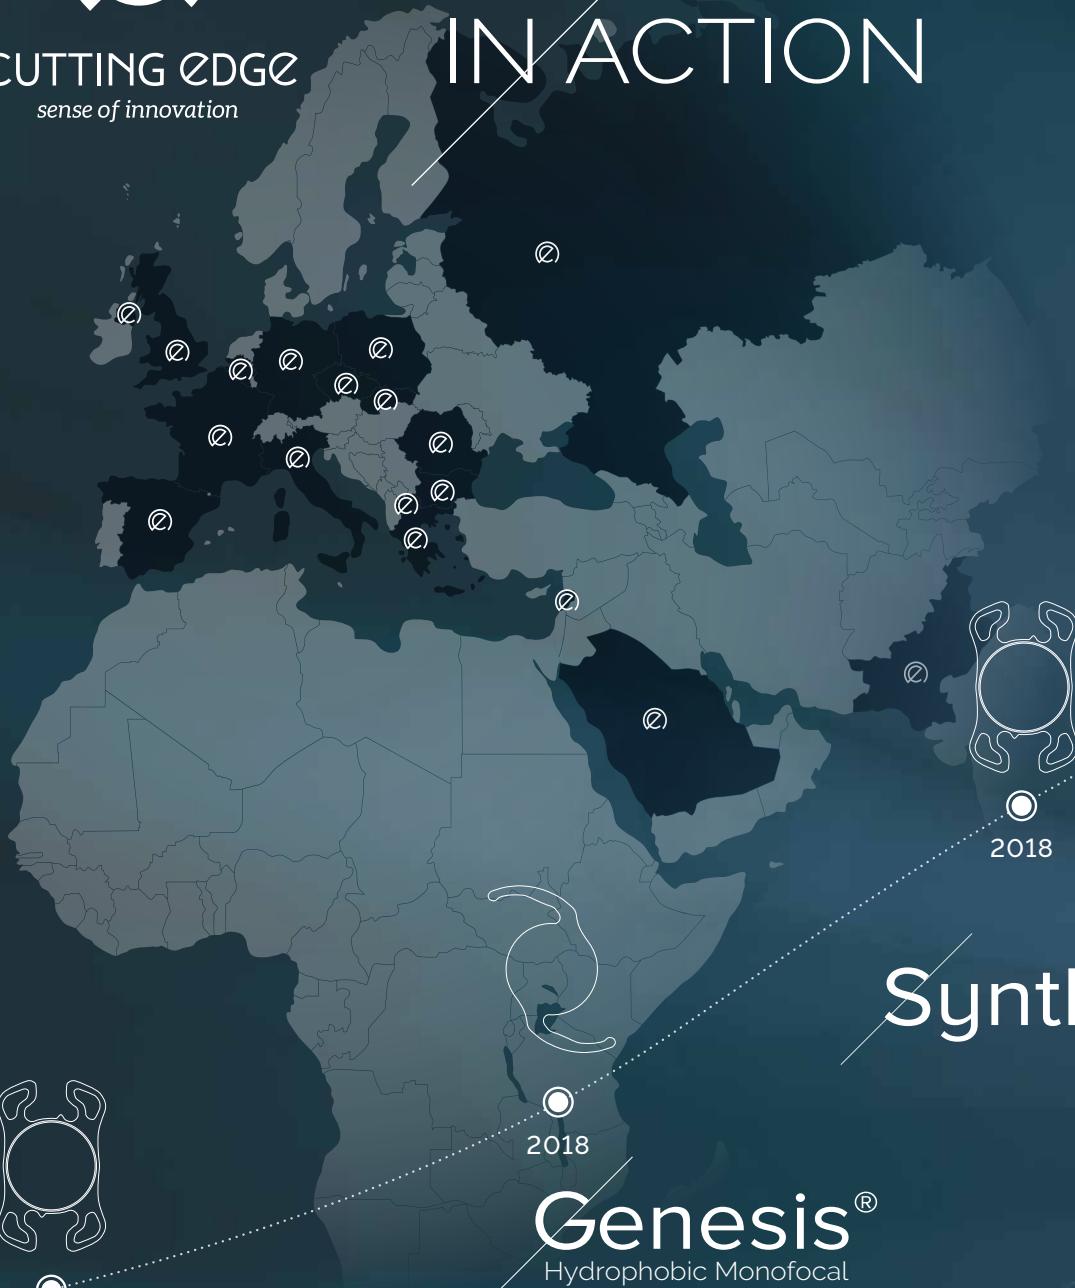 CUTTING EDGE
sense of innovation
IN ACTION
2018
2018
Genesis®
Hydrophobic Monofocal